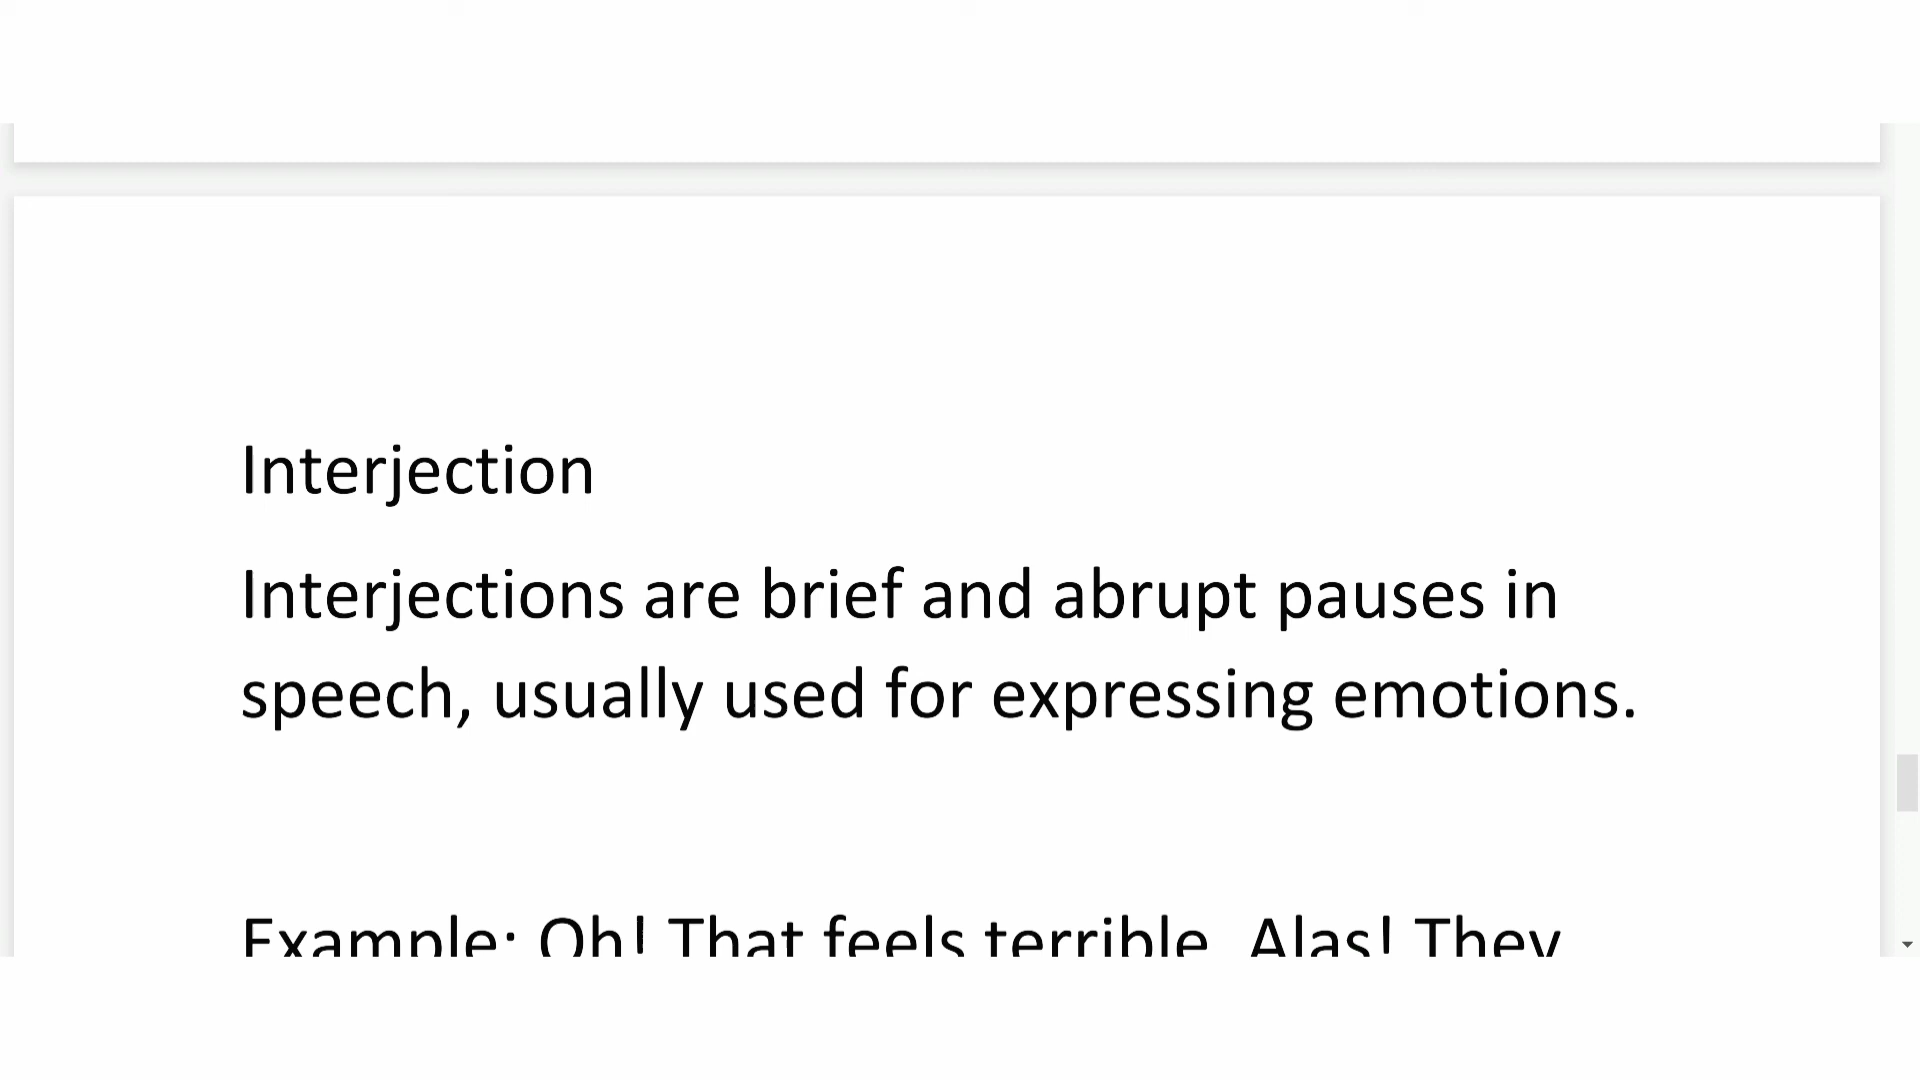 Interjection
Interjections are brief and abrupt pauses in
speech, usually used for expressing emotions.
Example: Oh! That feels terrible. Alas! They